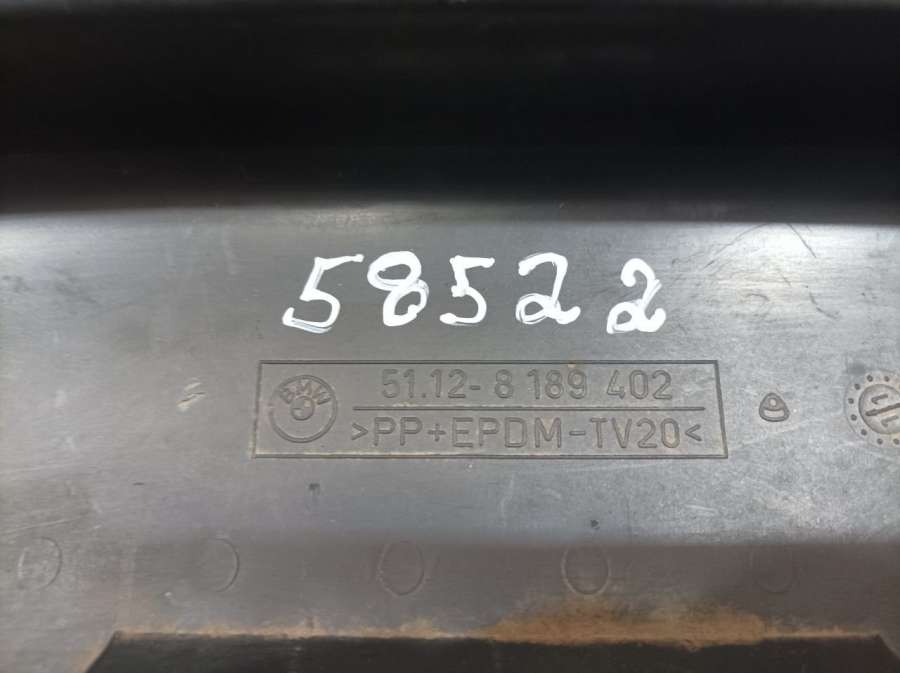 58522
BMW
51.12-8 189 402
>PP+EPDM-TV20<